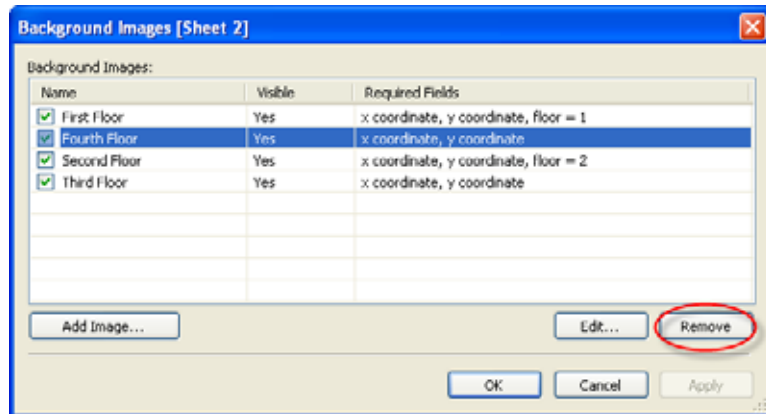 Background Images [Sheet 2]
Background Images:
Name Visible Required Fields
First Floor Yes x coordinate, y coordinate, floor = 1
Fourth Floor Yes x coordinate, y coordinate
Second Floor Yes x coordinate, y coordinate, floor = 2
Third Floor Yes x coordinate, y coordinate
Add Image... Edit... Remove
OK Cancel Apply